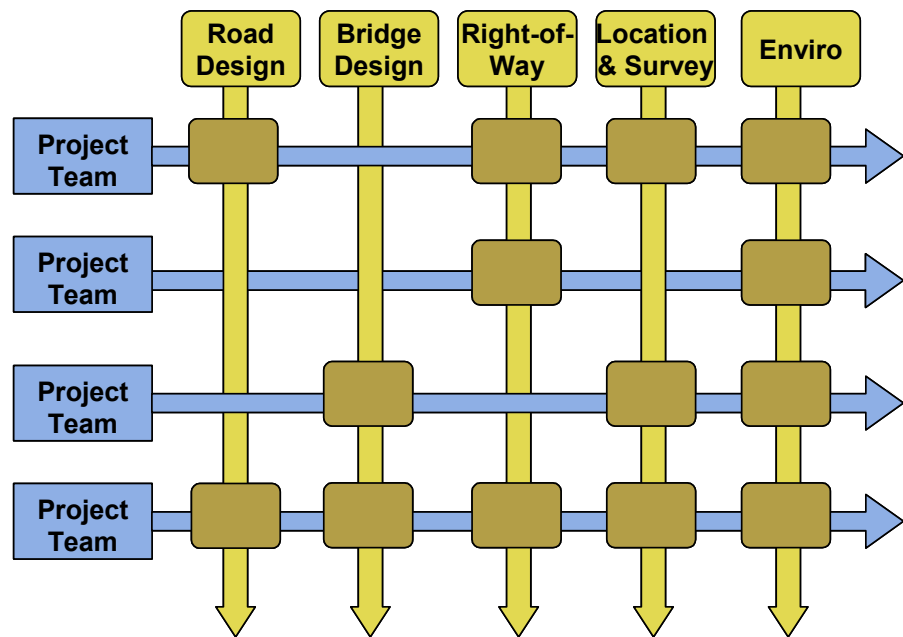 Road
Design
Bridge
Design
Right-of-
Way
Location
& Survey
Enviro
Project
Team
Project
Team
Project
Team
Project
Team